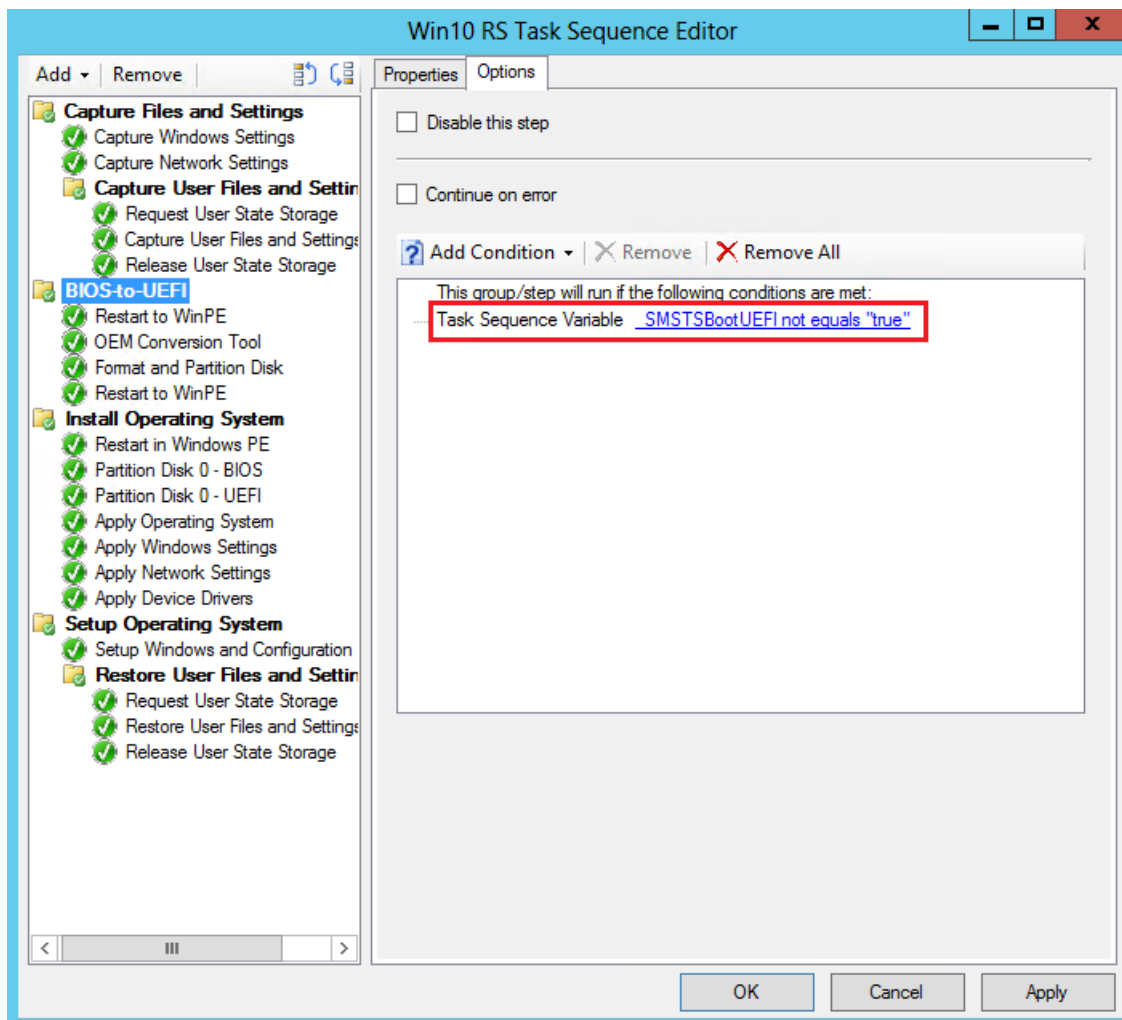 Win10 RS Task Sequence Editor
Add Remove
Capture Files and Settings
Capture Windows Settings
Capture Network Settings
Capture User Files and Settin
Request User State Storage
Capture User Files and Settings
Release User State Storage
BIOS-to-UEFI
Restart to WinPE
OEM Conversion Tool
Format and Partition Disk
Restart to WinPE
Install Operating System
Restart in Windows PE
Partition Disk 0 - BIOS
Partition Disk 0 - UEFI
Apply Operating System
Apply Windows Settings
Apply Network Settings
Apply Device Drivers
Setup Operating System
Setup Windows and Configuration
Restore User Files and Settin
Request User State Storage
Restore User Files and Settings
Release User State Storage
Properties Options
Disable this step
Continue on error
Add Condition Remove Remove All
This group/step will run if the following conditions are met:
Task Sequence Variable _SMSTSBootUEFI not equals "true"
OK Cancel Apply